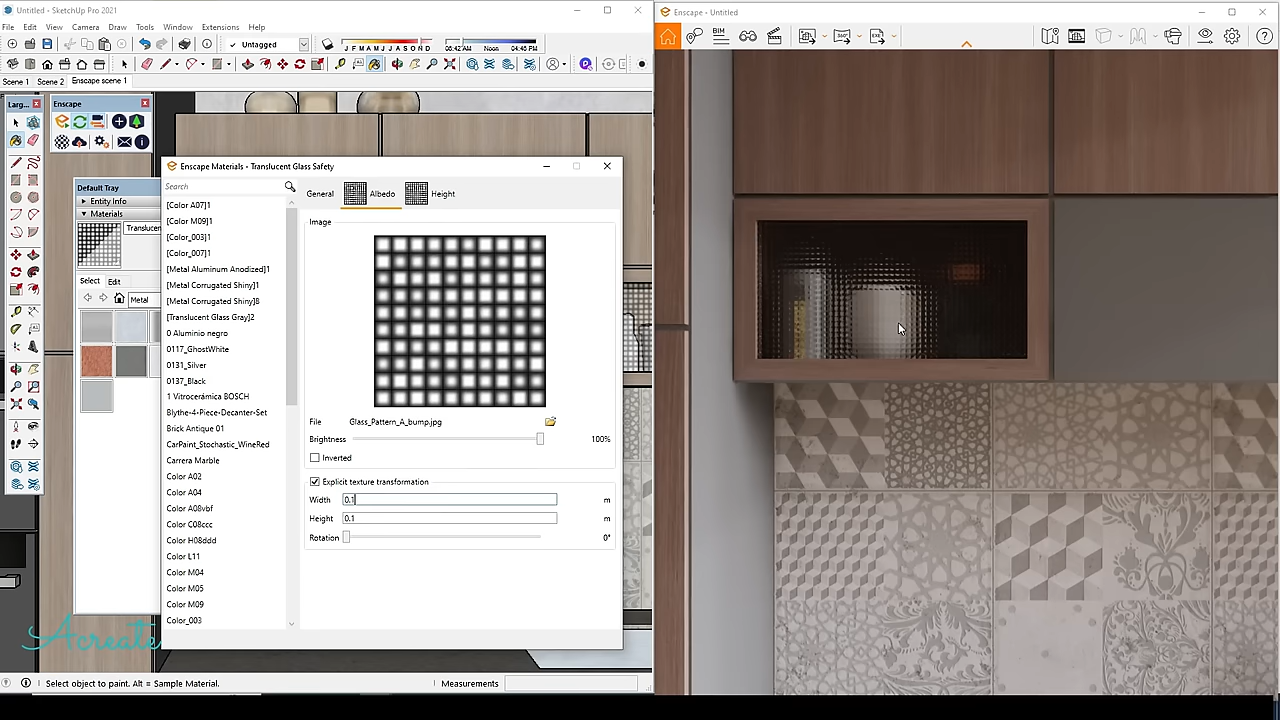 Untitled - SketchUp Pro 2021
File Edit View Camera Draw Tools Window Extensions Help
Untagged
J F M A M J J A S O N D
06:42 AM Noon 04:46 PM
Scene 1 Scene 2 Enscape scene 1
Larg...
Enscape
Default Tray
Entity Info
Materials
Translucen
Select Edit
Metal
Enscape Materials - Translucent Glass Safety
Search
[Color A07]1
[Color M09]1
[Color_003]1
[Color_007]1
[Metal Aluminum Anodized]1
[Metal Corrugated Shiny]1
[Metal Corrugated Shiny]8
[Translucent Glass Gray]2
0 Aluminio negro
0117_GhostWhite
0131_Silver
0137_Black
1 Vitrocerámica BOSCH
Blythe-4-Piece-Decanter-Set
Brick Antique 01
CarPaint_Stochastic_WineRed
Carrera Marble
Color A02
Color A04
Color A08vbf
Color C08ccc
Color H08ddd
Color L11
Color M04
Color M05
Color M09
Color_003
General Albedo Height
Image
File Glass_Pattern_A_bump.jpg
Brightness 100%
Inverted
Explicit texture transformation
Width 0.1 m
Height 0.1 m
Rotation 0°
Acreate
Select object to paint. Alt = Sample Material.
Measurements
Enscape - Untitled
BIM